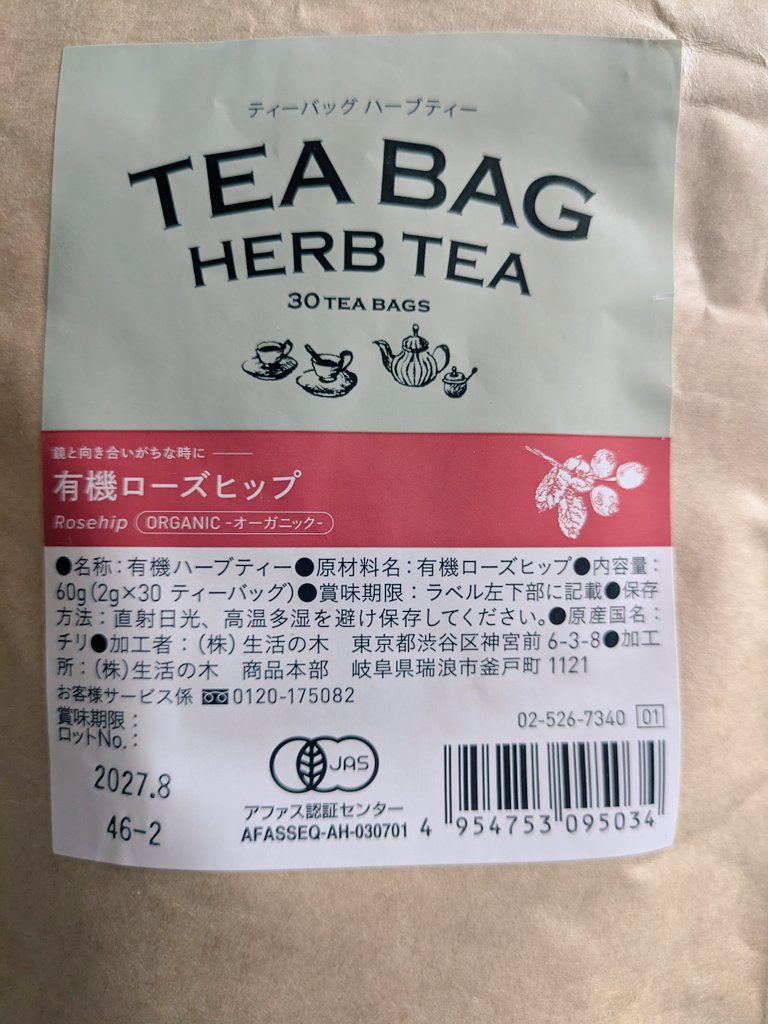 ティーバッグ ハーブティー
TEA BAG
HERB TEA
30 TEA BAGS
鏡と向き合いがちな時に
有機ローズヒップ
Rosehip ORGANIC -オーガニック-
●名称：有機ハーブティー●原材料名：有機ローズヒップ●内容量：
60g（2g×30 ティーバッグ）●賞味期限：ラベル左下部に記載●保存
方法：直射日光、高温多湿を避け保存してください。●原産国名：
チリ●加工者：（株）生活の木 東京都渋谷区神宮前 6-3-8●加工
所：（株）生活の木 商品本部 岐阜県瑞浪市釜戸町 1121
お客様サービス係 0120-175082
賞味期限：
ロットNo.：
2027.8
46-2
JAS
アファス認証センター
AFASSEQ-AH-030701
02-526-7340 01
4 954753 095034